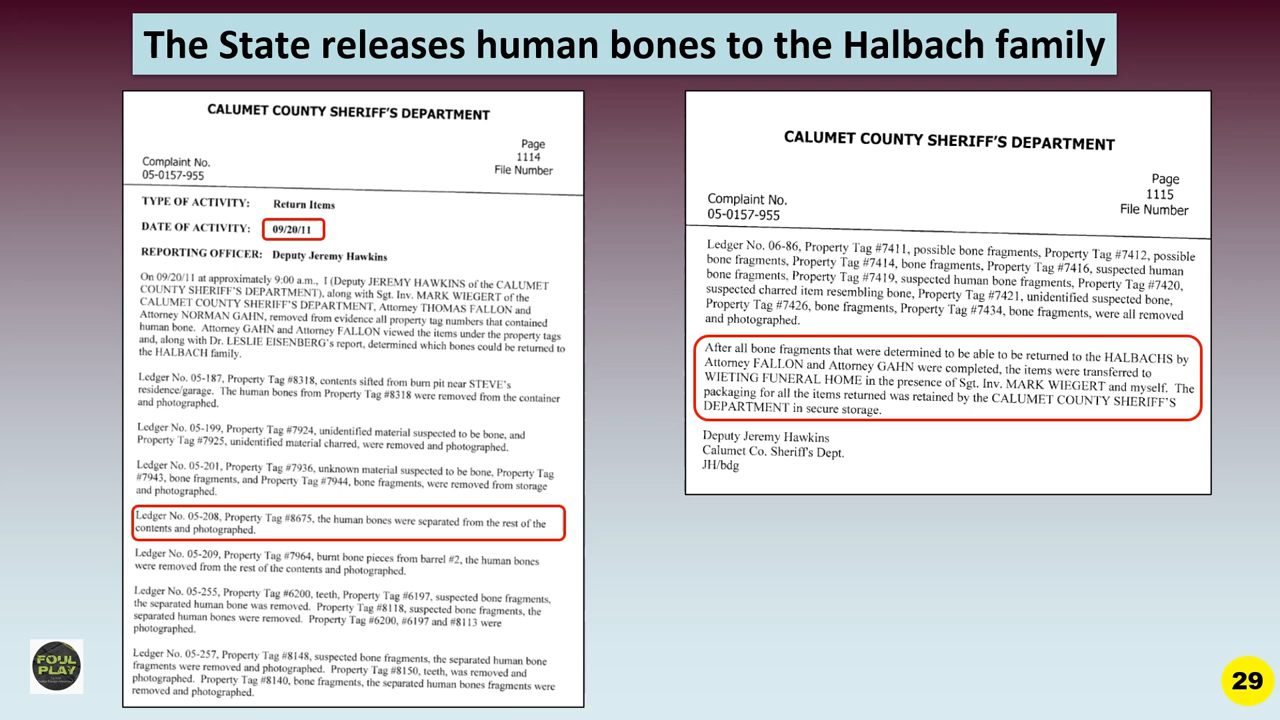 The State releases human bones to the Halbach family
CALUMET COUNTY SHERIFF'S DEPARTMENT
Page
1114
Complaint No.
File Number
05-0157-955
TYPE OF ACTIVITY: Return Items
DATE OF ACTIVITY: 09/20/11
REPORTING OFFICER: Deputy Jeremy Hawkins
On 09/20/11 at approximately 9:00 a.m., I (Deputy JEREMY HAWKINS of the CALUMET
COUNTY SHERIFF'S DEPARTMENT), along with Sgt. Inv. MARK WIEGERT of the
CALUMET COUNTY SHERIFF'S DEPARTMENT, Attorney THOMAS FALLON and
Attorney NORMAN GAHN, removed from evidence all property tag numbers that contained
human bone. Attorney GAHN and Attorney FALLON viewed the items under the property tags
and, along with Dr. LESLIE EISENBERG's report, determined which bones could be returned to
the HALBACH family.
Ledger No. 05-187, Property Tag #8318, contents sifted from burn pit near STEVE's
residence/garage. The human bones from Property Tag #8318 were removed from the container
and photographed.
Ledger No. 05-199, Property Tag #7924, unidentified material suspected to be bone, and
Property Tag #7925, unidentified material charred, were removed and photographed.
Ledger No. 05-201, Property Tag #7936, unknown material suspected to be bone, Property Tag
#7943, bone fragments, and Property Tag #7944, bone fragments, were removed from storage
and photographed.
Ledger No. 05-208, Property Tag #8675, the human bones were separated from the rest of the
contents and photographed.
Ledger No. 05-209, Property Tag #7964, burnt bone pieces from barrel #2, the human bones
were removed from the rest of the contents and photographed.
Ledger No. 05-255, Property Tag #6200, teeth, Property Tag #6197, suspected bone fragments,
the separated human bone was removed. Property Tag #8118, suspected bone fragments, the
separated human bones were removed. Property Tag #6200, #6197 and #8113 were
photographed.
Ledger No. 05-257, Property Tag #8148, suspected bone fragments, the separated human bone
fragments were removed and photographed. Property Tag #8150, teeth, was removed and
photographed. Property Tag #8140, bone fragments, the separated human bones fragments were
removed and photographed.
CALUMET COUNTY SHERIFF'S DEPARTMENT
Page
1115
Complaint No.
File Number
05-0157-955
Ledger No. 06-86, Property Tag #7411, possible bone fragments, Property Tag #7412, possible
bone fragments, Property Tag #7414, bone fragments, Property Tag #7416, suspected human
bone fragments, Property Tag #7419, suspected human bone fragments, Property Tag #7420,
suspected charred item resembling bone, Property Tag #7421, unidentified suspected bone,
Property Tag #7426, bone fragments, Property Tag #7434, bone fragments, were all removed
and photographed.
After all bone fragments that were determined to be able to be returned to the HALBACHS by
Attorney FALLON and Attorney GAHN were completed, the items were transferred to
WIETING FUNERAL HOME in the presence of Sgt. Inv. MARK WIEGERT and myself. The
packaging for all the items returned was retained by the CALUMET COUNTY SHERIFF'S
DEPARTMENT in secure storage.
Deputy Jeremy Hawkins
Calumet Co. Sheriff's Dept.
JH/bdg
FOUL
PLAY
29